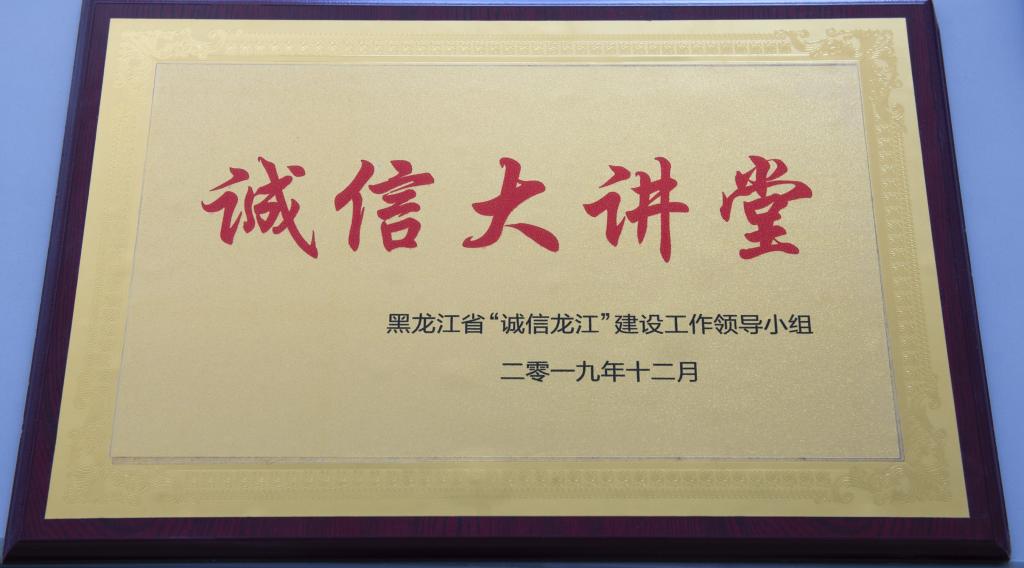 诚信大讲堂
黑龙江省“诚信龙江”建设工作领导小组
二零一九年十二月